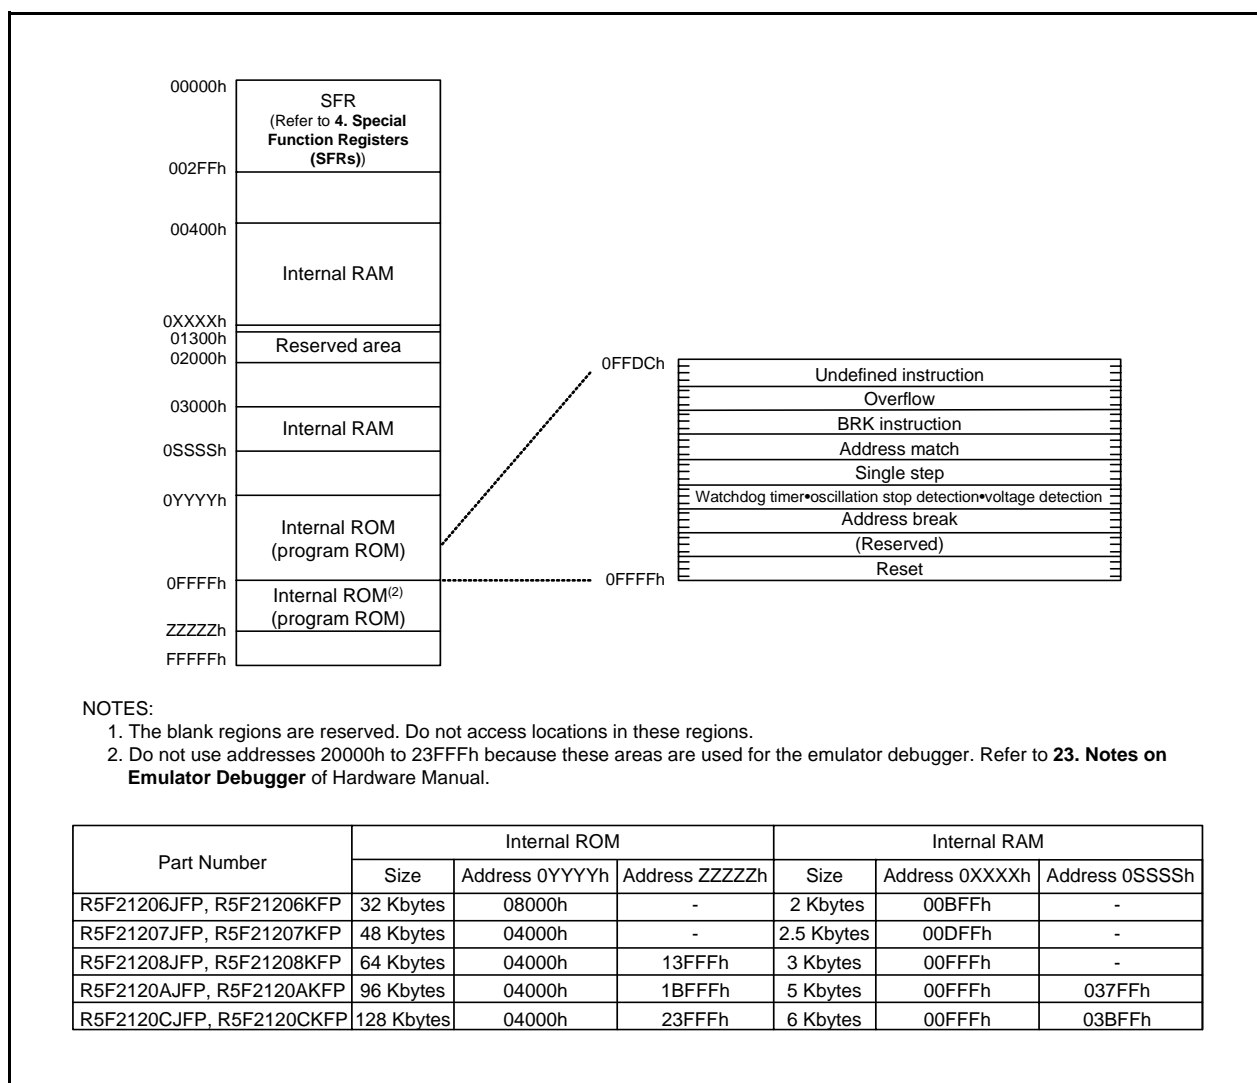 00000h
SFR
(Refer to 4. Special
Function Registers
(SFRs))
002FFh
00400h
Internal RAM
0XXXXh
01300h
Reserved area
02000h
03000h
Internal RAM
0SSSSh
0YYYYh
Internal ROM
(program ROM)
0FFFFh
Internal ROM(2)
(program ROM)
ZZZZZh
FFFFFh
0FFDCh
Undefined instruction
Overflow
BRK instruction
Address match
Single step
Watchdog timer•oscillation stop detection•voltage detection
Address break
(Reserved)
Reset
0FFFFh
NOTES:
1. The blank regions are reserved. Do not access locations in these regions.
2. Do not use addresses 20000h to 23FFFh because these areas are used for the emulator debugger. Refer to 23. Notes on
Emulator Debugger of Hardware Manual.
Part Number Internal ROM Internal RAM
Size Address 0YYYYh Address ZZZZZh Size Address 0XXXXh Address 0SSSSh
R5F21206JFP, R5F21206KFP 32 Kbytes 08000h - 2 Kbytes 00BFFh -
R5F21207JFP, R5F21207KFP 48 Kbytes 04000h - 2.5 Kbytes 00DFFh -
R5F21208JFP, R5F21208KFP 64 Kbytes 04000h 13FFFh 3 Kbytes 00FFFh -
R5F2120AJFP, R5F2120AKFP 96 Kbytes 04000h 1BFFFh 5 Kbytes 00FFFh 037FFh
R5F2120CJFP, R5F2120CKFP 128 Kbytes 04000h 23FFFh 6 Kbytes 00FFFh 03BFFh